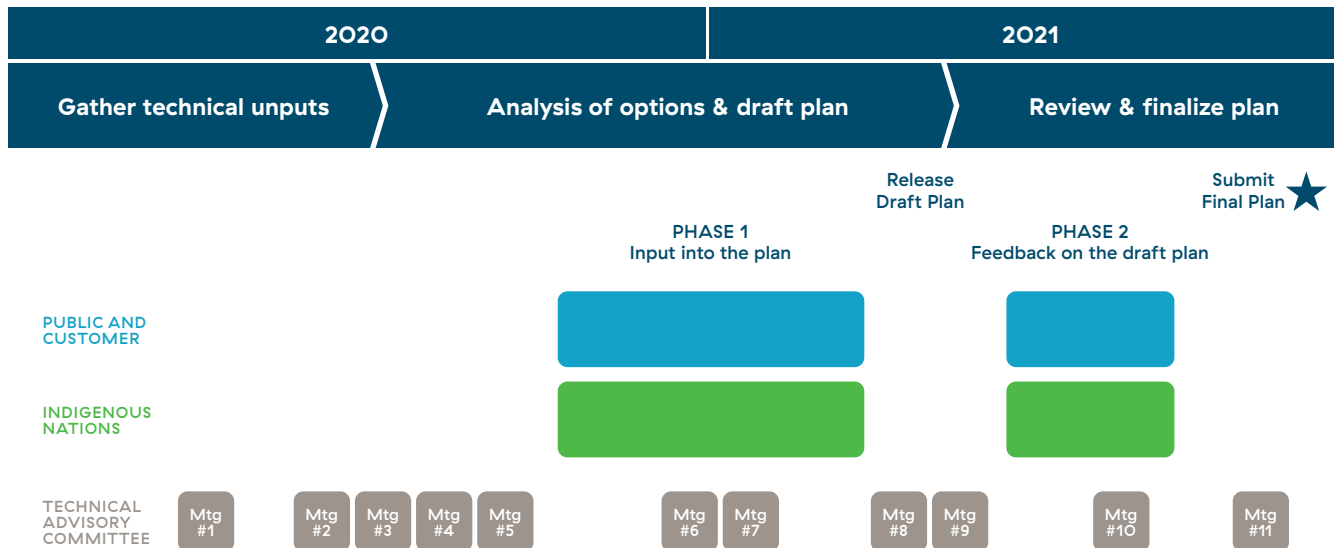 2020
2021
Gather technical unputs
Analysis of options & draft plan
Review & finalize plan
Release
Draft Plan
Submit
Final Plan
PHASE 1
Input into the plan
PHASE 2
Feedback on the draft plan
PUBLIC AND
CUSTOMER
INDIGENOUS
NATIONS
TECHNICAL
ADVISORY
COMMITTEE
Mtg
#1
Mtg
#2
Mtg
#3
Mtg
#4
Mtg
#5
Mtg
#6
Mtg
#7
Mtg
#8
Mtg
#9
Mtg
#10
Mtg
#11